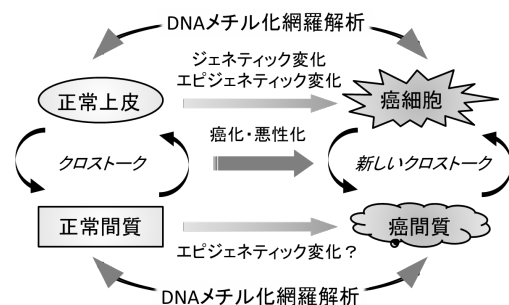 DNAメチル化網羅解析
ジェネティック変化
エピジェネティック変化
正常上皮
癌細胞
癌化・悪性化
クロストーク
新しいクロストーク
正常間質
癌間質
エピジェネティック変化？
DNAメチル化網羅解析